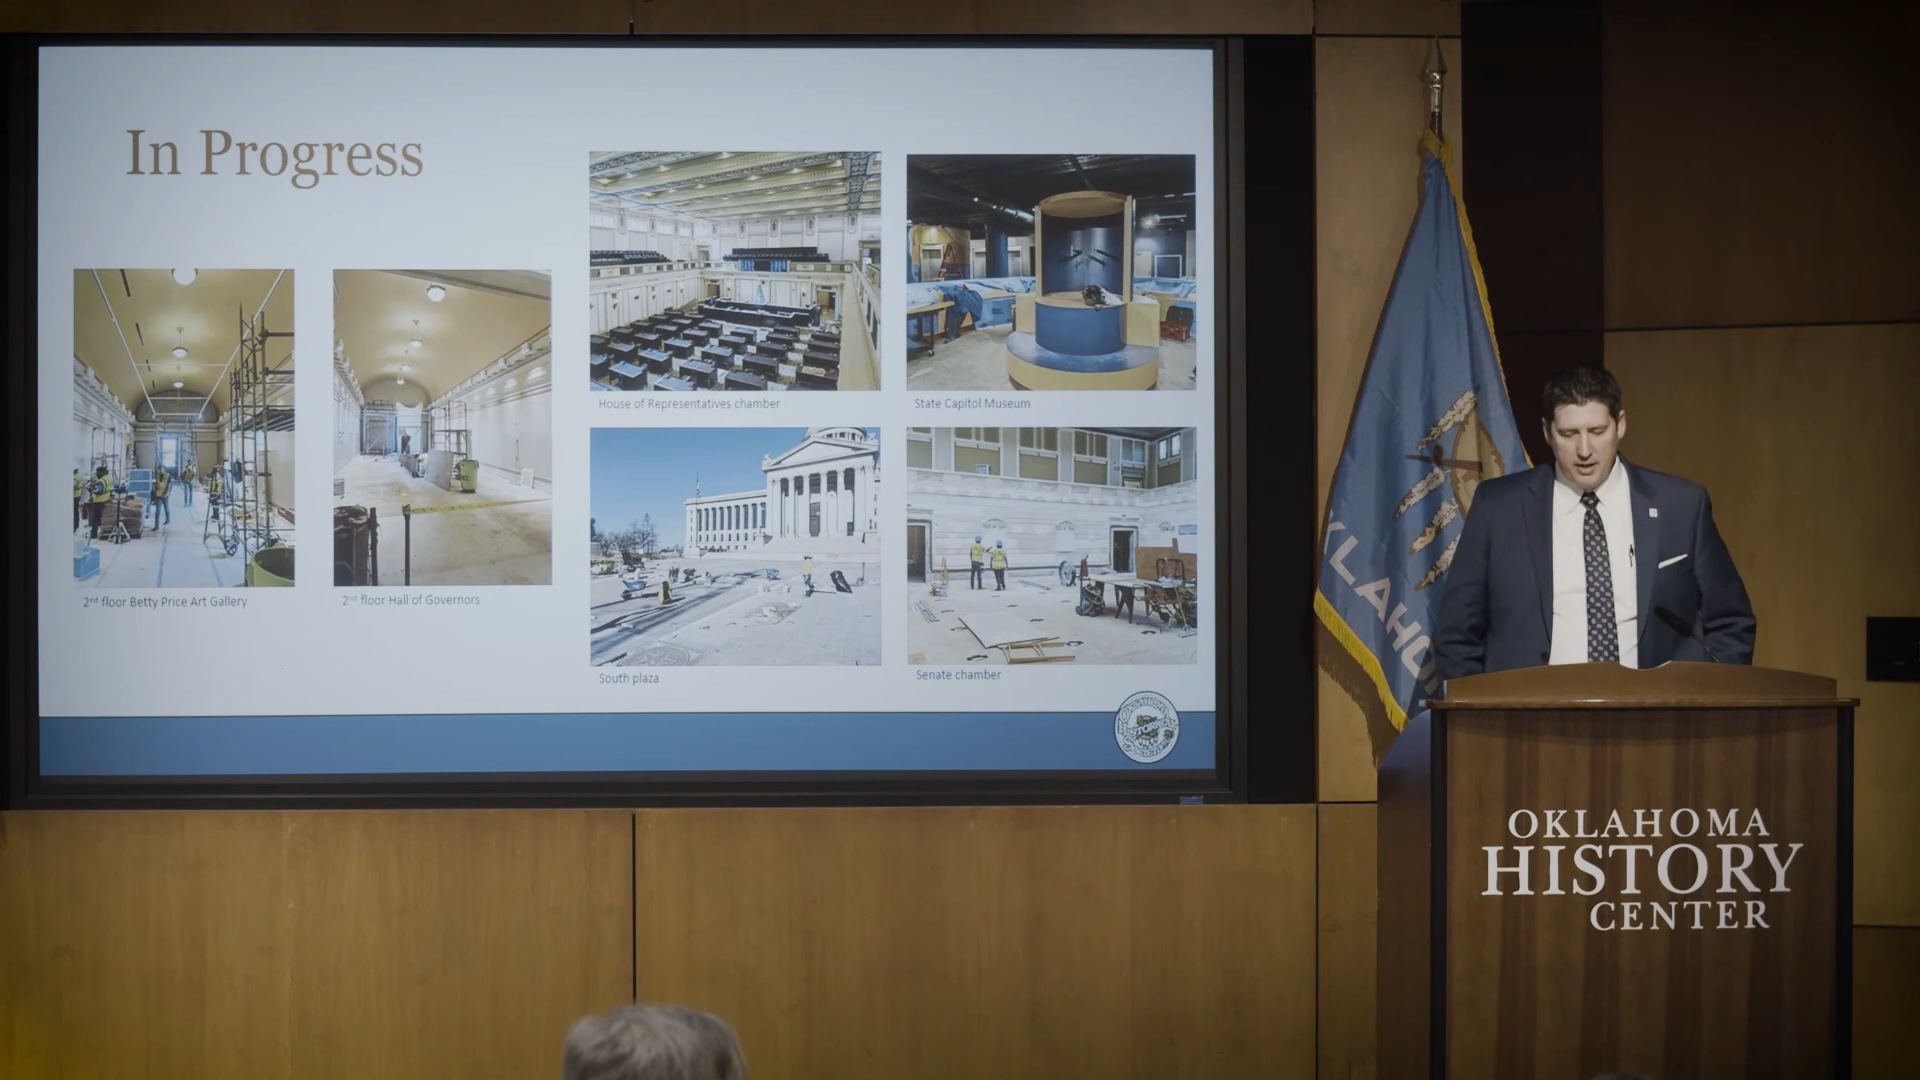 In Progress
House of Representatives chamber
State Capitol Museum
2nd floor Betty Price Art Gallery
2nd floor Hall of Governors
South plaza
Senate chamber
KLAHO
OKLAHOMA
HISTORY
CENTER